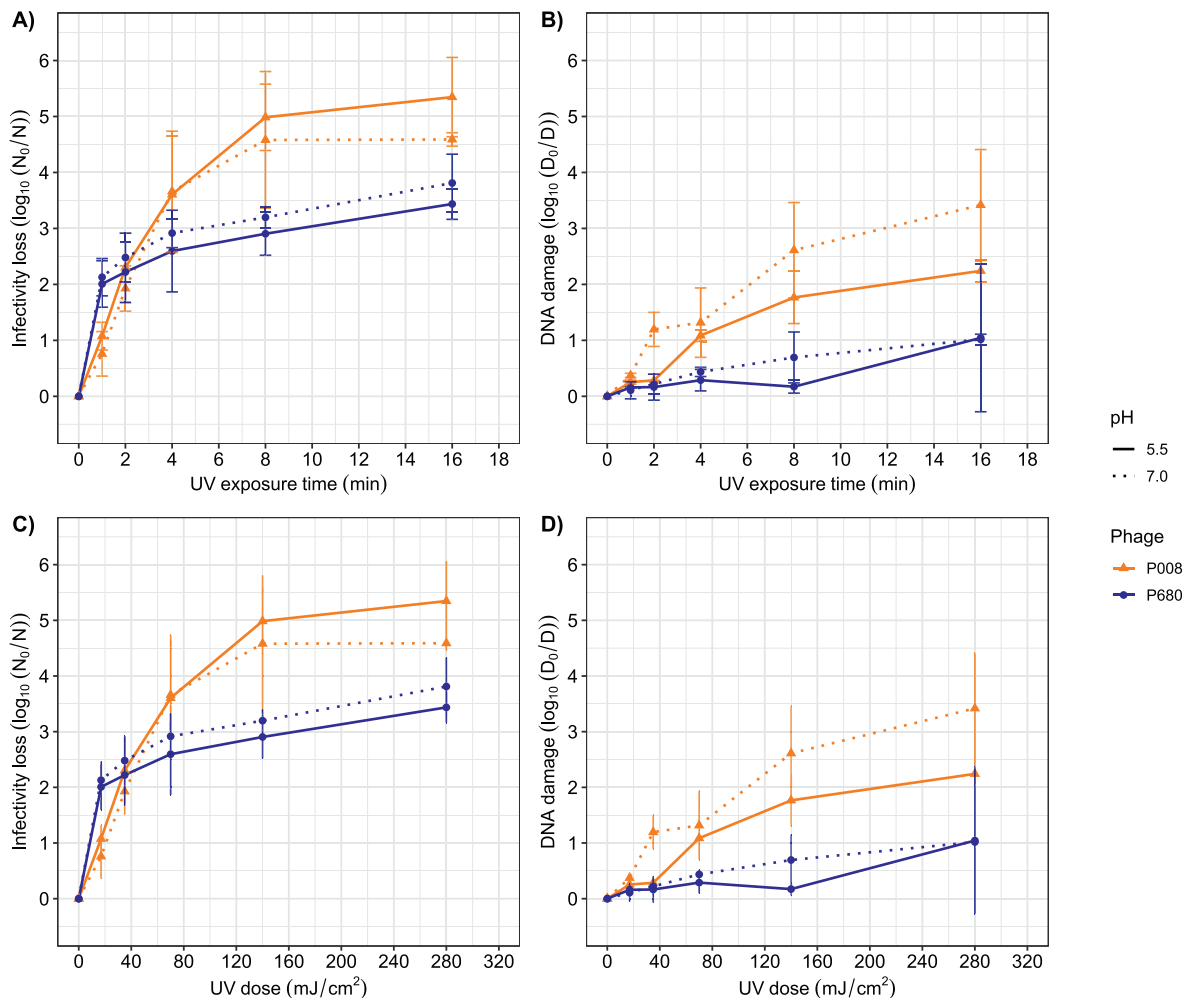 A)
Infectivity loss (log10 (N0/N))
6
5
4
3
2
1
0
0 2 4 6 8 10 12 14 16 18
UV exposure time (min)
B)
DNA damage (log10 (D0/D))
6
5
4
3
2
1
0
0 2 4 6 8 10 12 14 16 18
UV exposure time (min)
pH
5.5
7.0
Phage
P008
P680
C)
Infectivity loss (log10 (N0/N))
6
5
4
3
2
1
0
0 40 80 120 160 200 240 280 320
UV dose (mJ/cm²)
D)
DNA damage (log10 (D0/D))
6
5
4
3
2
1
0
0 40 80 120 160 200 240 280 320
UV dose (mJ/cm²)